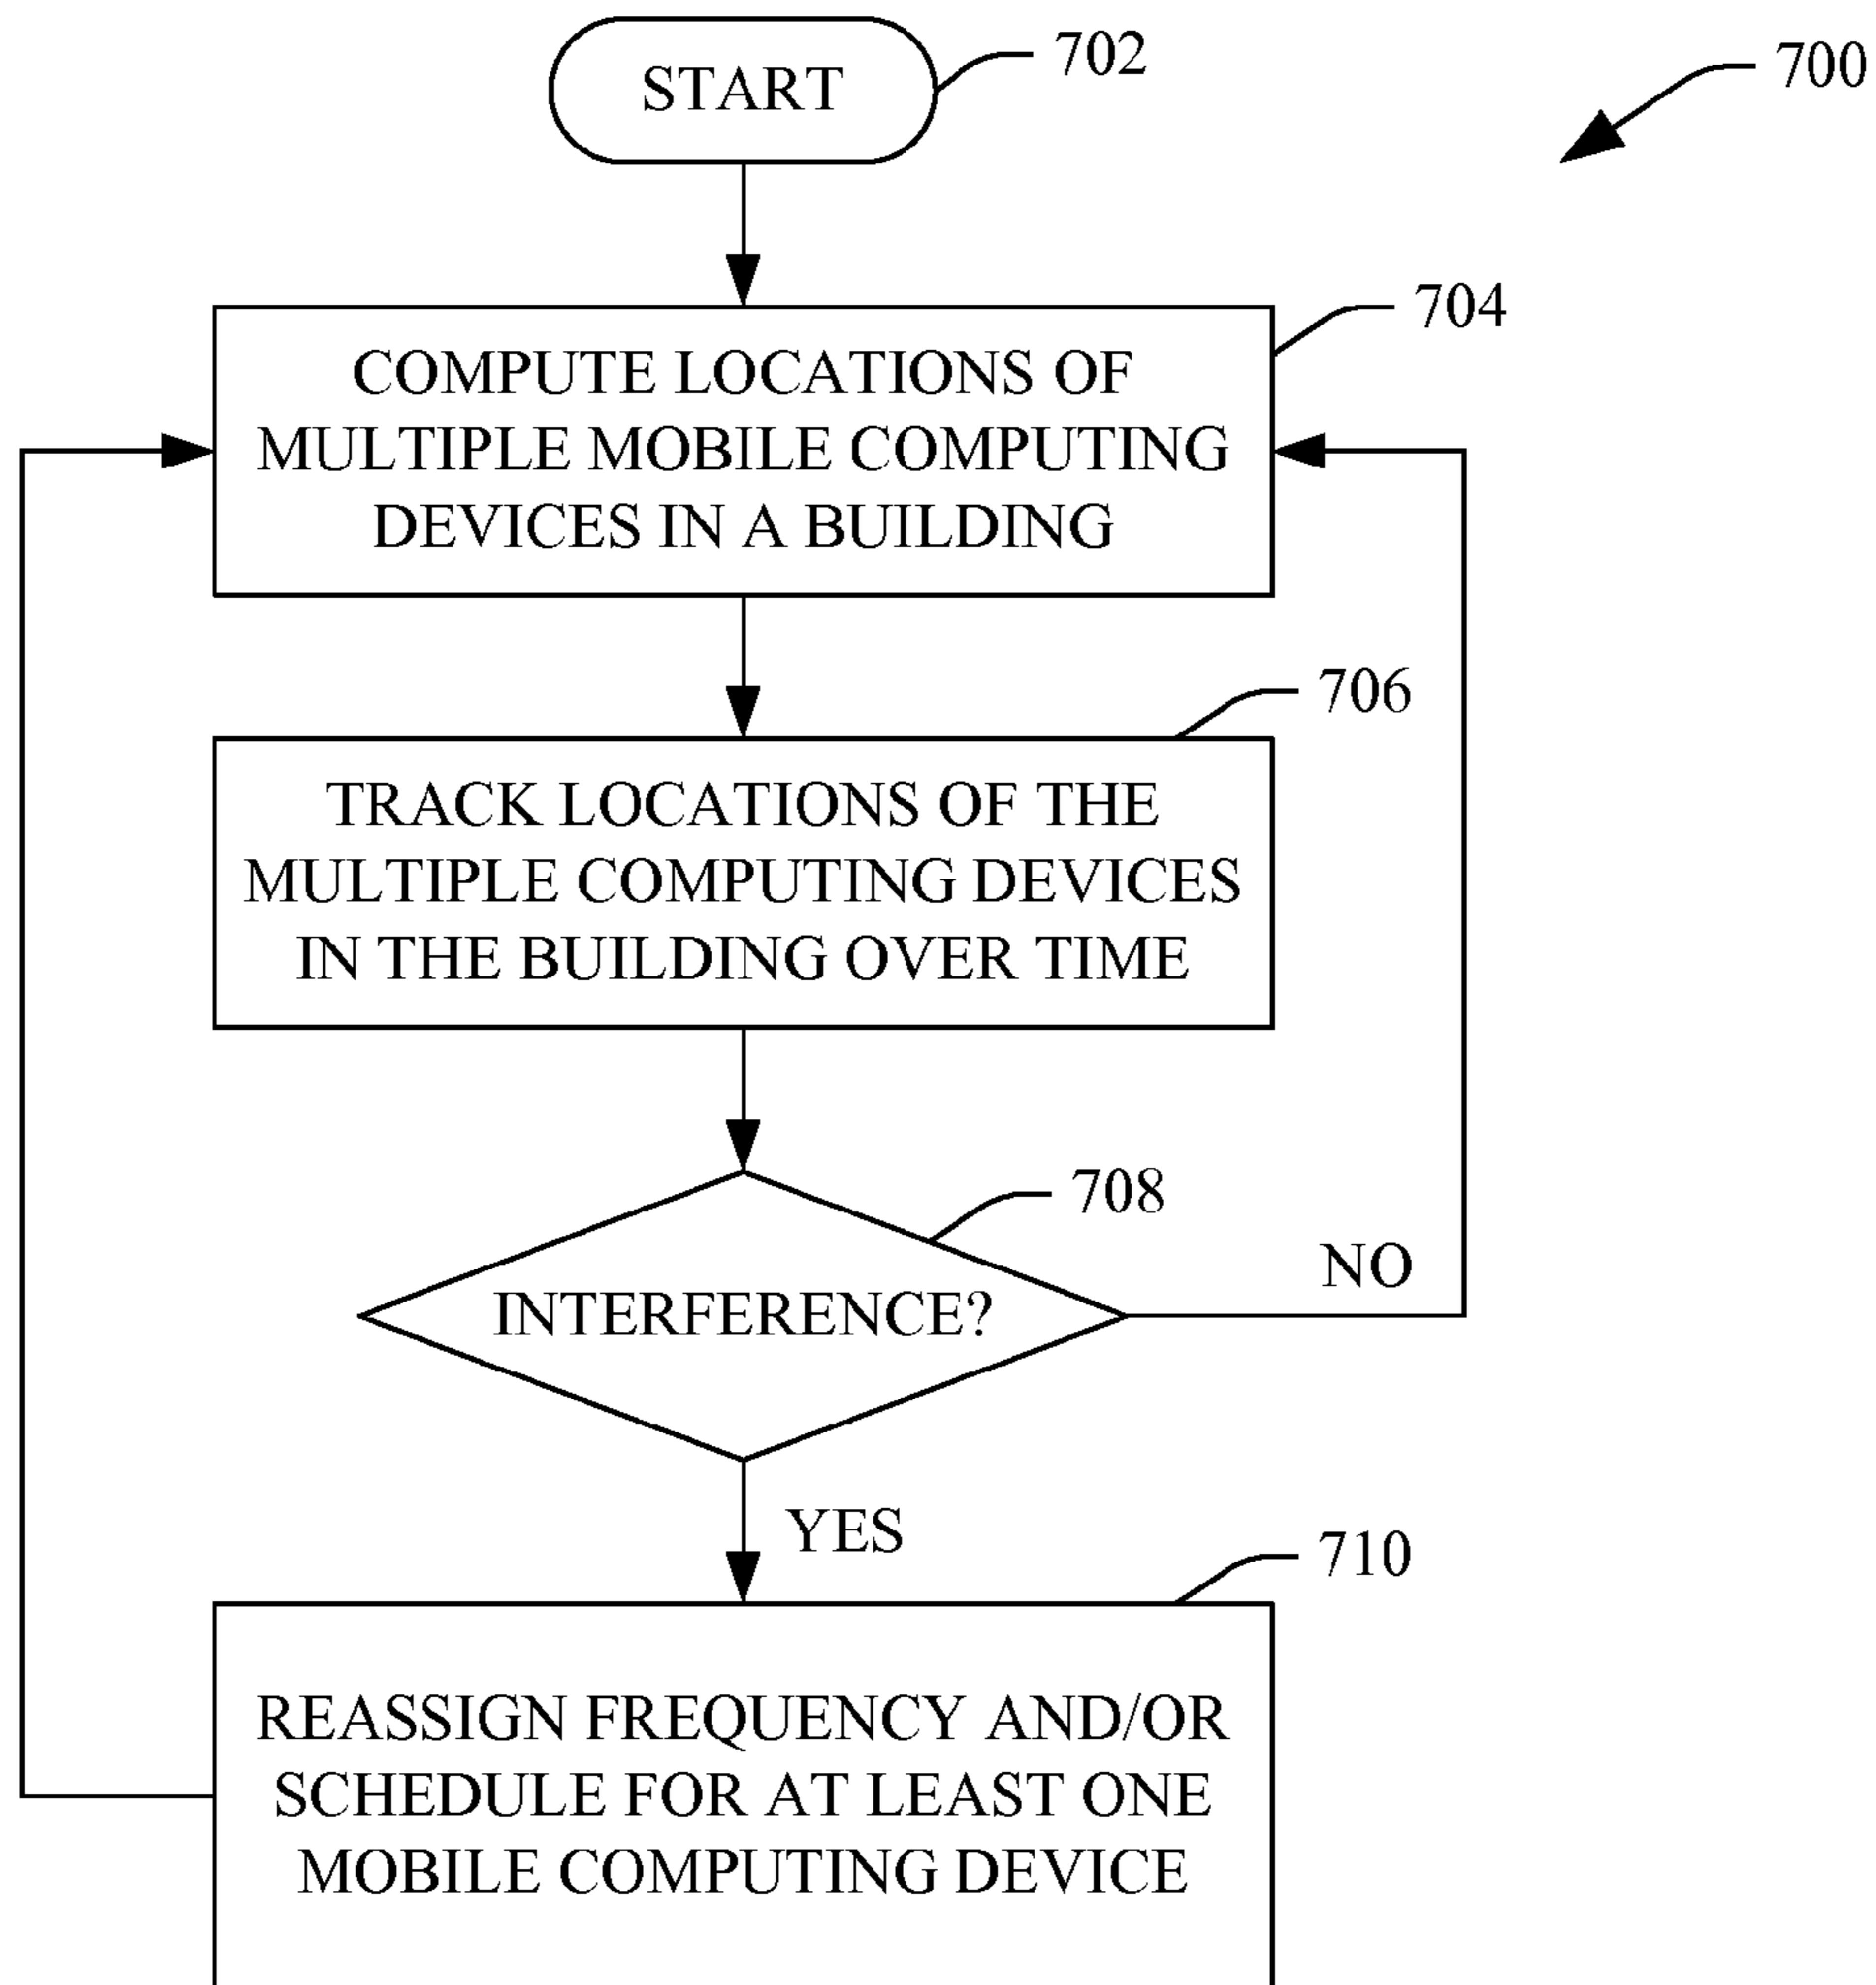 START
702
700
704
COMPUTE LOCATIONS OF
MULTIPLE MOBILE COMPUTING
DEVICES IN A BUILDING
706
TRACK LOCATIONS OF THE
MULTIPLE COMPUTING DEVICES
IN THE BUILDING OVER TIME
708
INTERFERENCE?
NO
YES
710
REASSIGN FREQUENCY AND/OR
SCHEDULE FOR AT LEAST ONE
MOBILE COMPUTING DEVICE